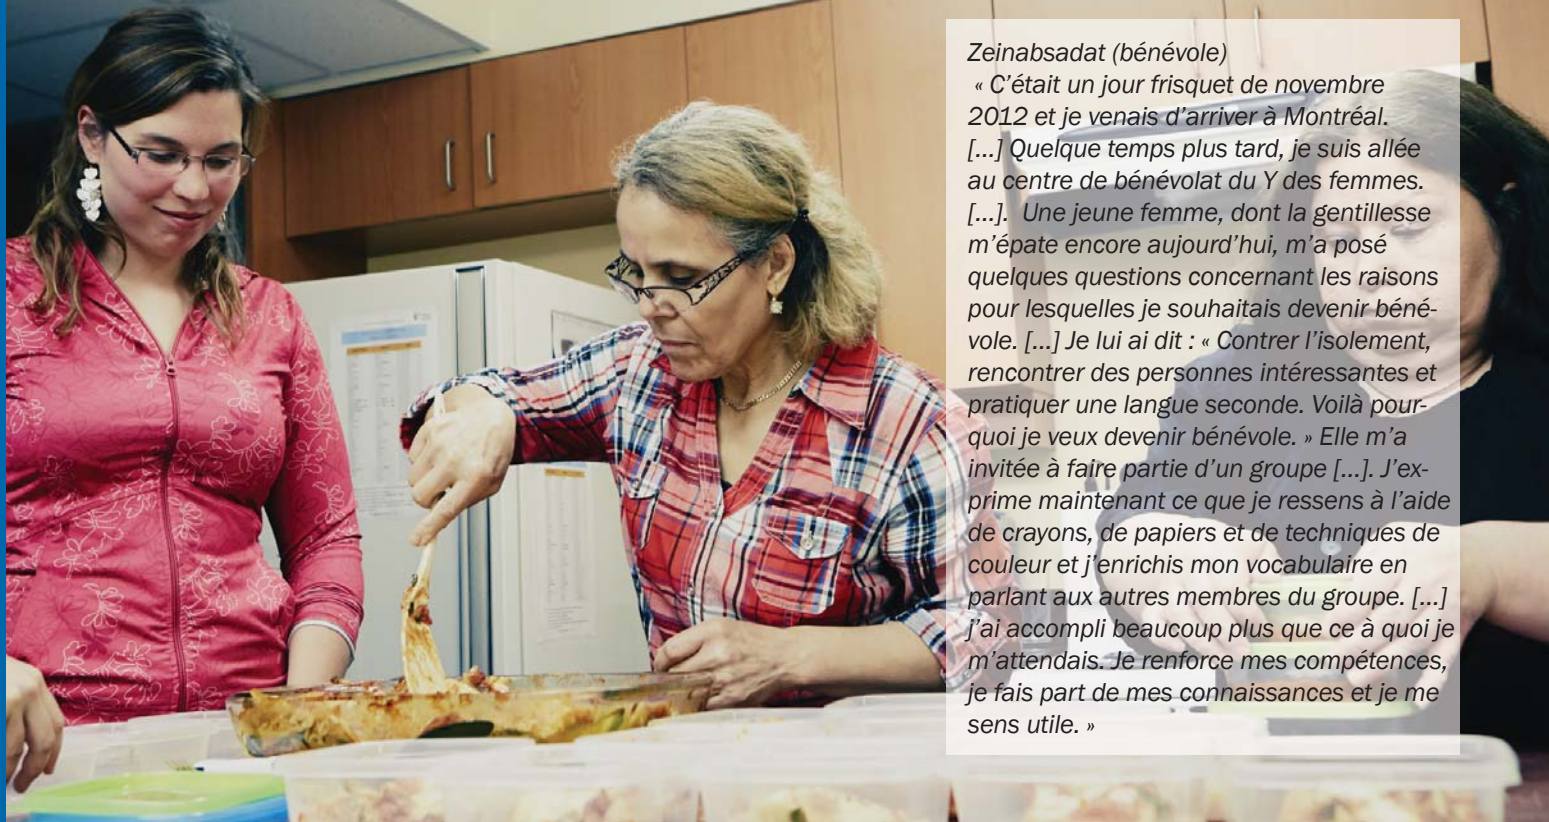 Zeinabsadat (bénévole)
« C’était un jour frisquet de novembre
2012 et je venais d’arriver à Montréal.
[...] Quelque temps plus tard, je suis allée
au centre de bénévolat du Y des femmes.
[...]. Une jeune femme, dont la gentillesse
m’épate encore aujourd’hui, m’a posé
quelques questions concernant les raisons
pour lesquelles je souhaitais devenir béné-
vole. [...] Je lui ai dit : « Contrer l’isolement,
rencontrer des personnes intéressantes et
pratiquer une langue seconde. Voilà pour-
quoi je veux devenir bénévole. » Elle m’a
invitée à faire partie d’un groupe [...]. J’ex-
prime maintenant ce que je ressens à l’aide
de crayons, de papiers et de techniques de
couleur et j’enrichis mon vocabulaire en
parlant aux autres membres du groupe. [...]
j’ai accompli beaucoup plus que ce à quoi je
m’attendais. Je renforce mes compétences,
je fais part de mes connaissances et je me
sens utile. »